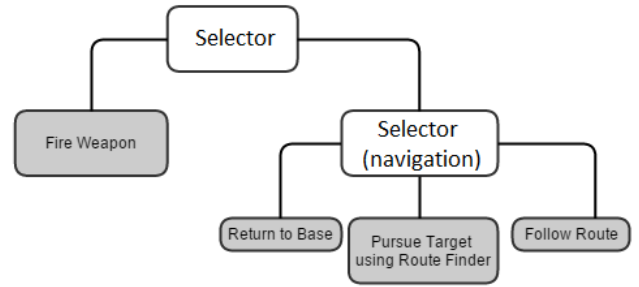 Selector
Fire Weapon
Selector
(navigation)
Return to Base
Pursue Target
using Route Finder
Follow Route